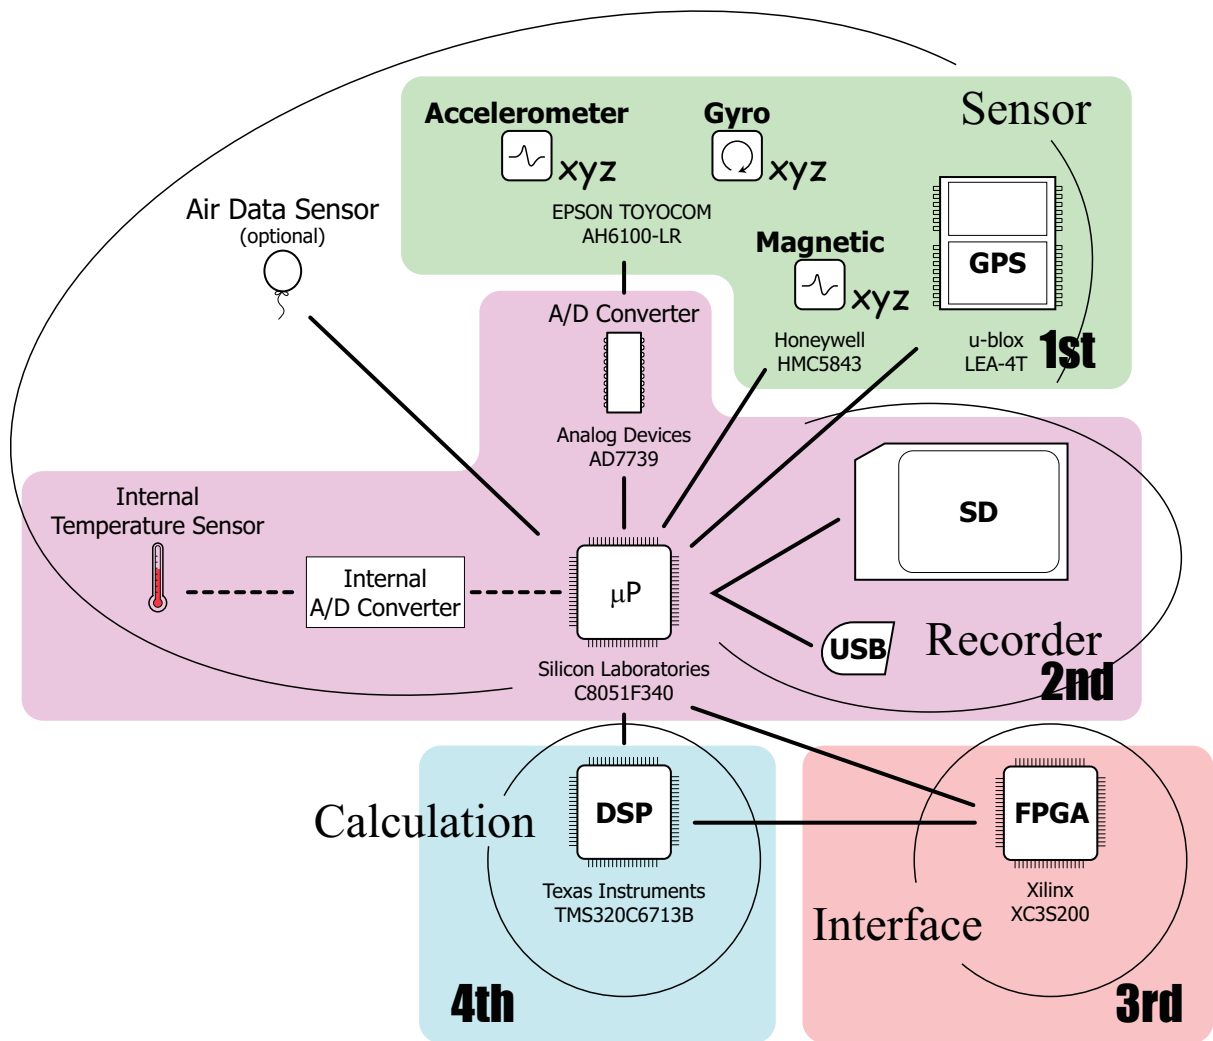 Sensor
Accelerometer
xyz
Gyro
xyz
EPSON TOYOCOM
AH6100-LR
Magnetic
xyz
Honeywell
HMC5843
GPS
u-blox
LEA-4T
1st
Air Data Sensor
(optional)
A/D Converter
Analog Devices
AD7739
Internal
Temperature Sensor
Internal
A/D Converter
μP
Silicon Laboratories
C8051F340
SD
USB
Recorder
2nd
Calculation
DSP
Texas Instruments
TMS320C6713B
4th
FPGA
Xilinx
XC3S200
Interface
3rd